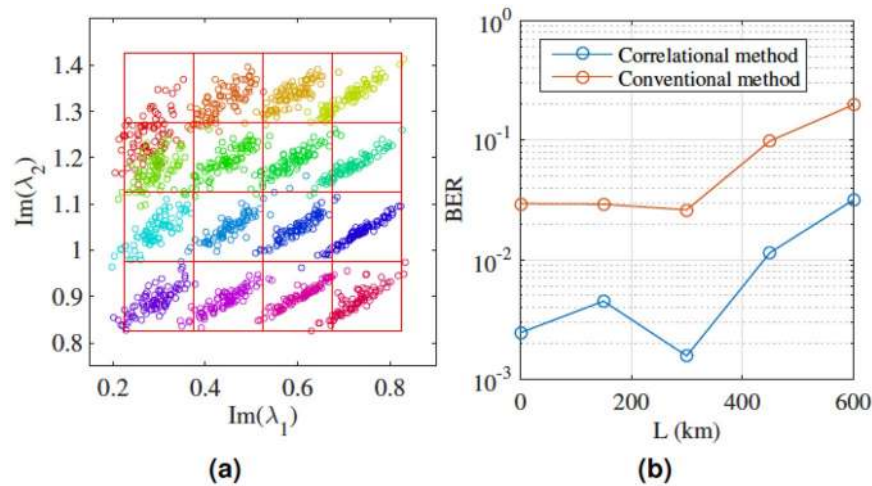 1.4
1.3
1.2
1.1
1
0.9
0.8
Im(λ2)
0.2 0.4 0.6 0.8
Im(λ1)
(a)
10^0
10^-1
10^-2
10^-3
BER
Correlational method
Conventional method
0 200 400 600
L (km)
(b)